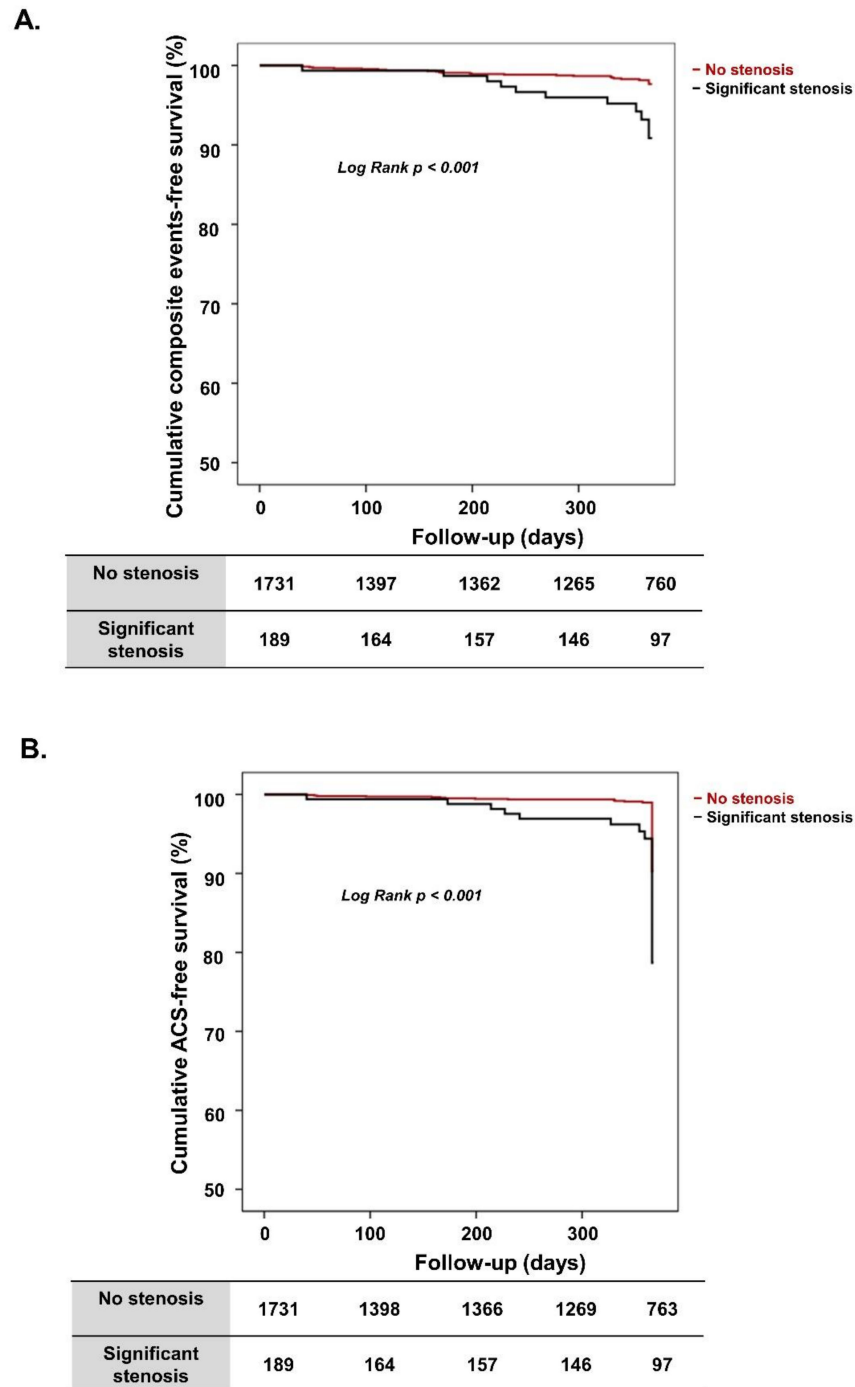 A.
Cumulative composite events-free survival (%)
100
90
80
70
60
50
Log Rank p < 0.001
No stenosis
Significant stenosis
0 100 200 300
Follow-up (days)
No stenosis 1731 1397 1362 1265 760
Significant
stenosis 189 164 157 146 97
B.
Cumulative ACS-free survival (%)
100
90
80
70
60
50
Log Rank p < 0.001
No stenosis
Significant stenosis
0 100 200 300
Follow-up (days)
No stenosis 1731 1398 1366 1269 763
Significant
stenosis 189 164 157 146 97